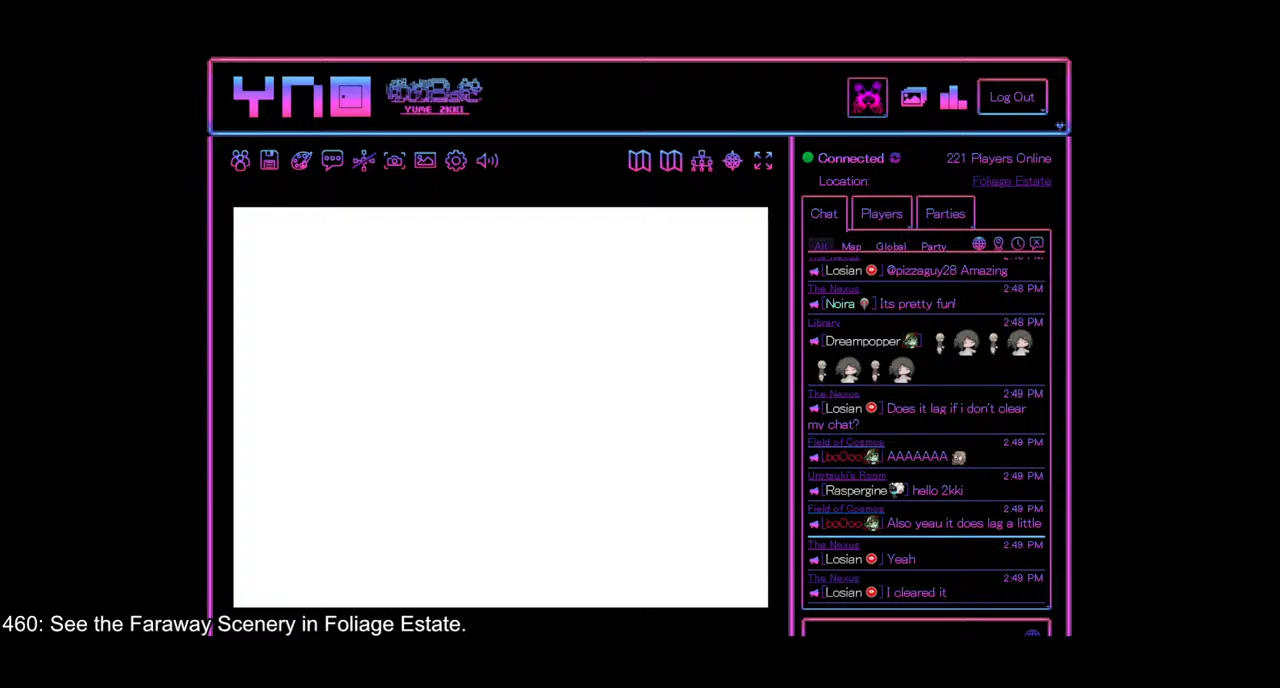 YNO
YUME 2KKI
Log Out
Connected
221 Players Online
Location:
Foliage Estate
Chat
Players
Parties
All
Map
Global
Party
The Nexus
[Losian ] @pizzaguy28 Amazing
The Nexus 2:48 PM
[Noira ] Its pretty fun!
Library 2:48 PM
[Dreampopper ]
The Nexus 2:49 PM
[Losian ] Does it lag if i don't clear
my chat?
Field of Cosmos 2:49 PM
[boOoo ] AAAAAAA
Urotsuki's Room 2:49 PM
[Raspergine ] hello 2kki
Field of Cosmos 2:49 PM
[boOoo ] Also yeau it does lag a little
The Nexus 2:49 PM
[Losian ] Yeah
The Nexus 2:49 PM
[Losian ] I cleared it
460: See the Faraway Scenery in Foliage Estate.